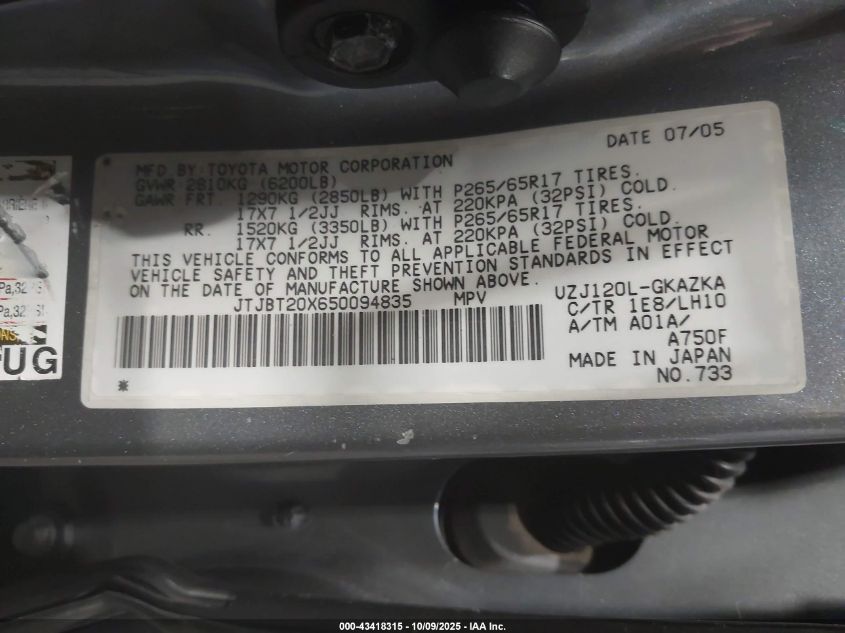 DATE 07/05
MFD.BY:TOYOTA MOTOR CORPORATION
GVWR 2810KG (6200LB)
GAWR FRT. 1290KG (2850LB) WITH P265/65R17 TIRES.
17X7 1/2JJ RIMS. AT 220KPA (32PSI) COLD.
RR. 1520KG (3350LB) WITH P265/65R17 TIRES.
17X7 1/2JJ RIMS. AT 220KPA (32PSI) COLD.
THIS VEHICLE CONFORMS TO ALL APPLICABLE FEDERAL MOTOR
VEHICLE SAFETY AND THEFT PREVENTION STANDARDS IN EFFECT
ON THE DATE OF MANUFACTURE SHOWN ABOVE.
JTJBT20X650094835 MPV
UZJ120L-GKAZKA
C/TR 1E8/LH10
A/TM A01A/
A750F
MADE IN JAPAN
NO.733
UG
000-43418315 - 10/09/2025 - IAA Inc.